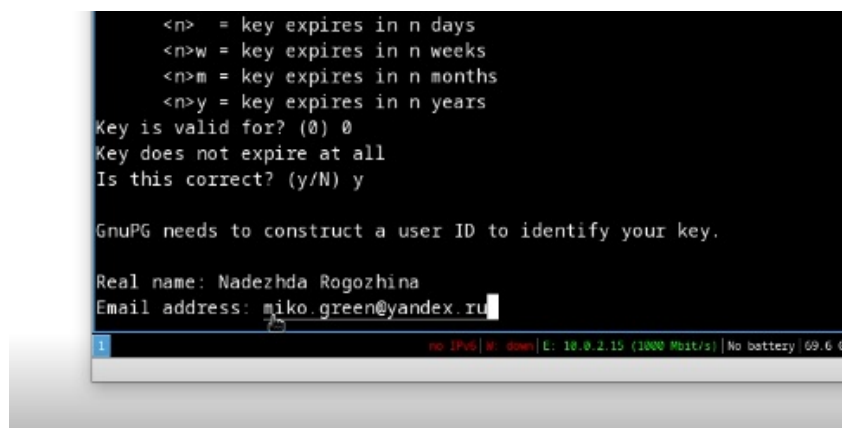 <n> = key expires in n days
<n>w = key expires in n weeks
<n>m = key expires in n months
<n>y = key expires in n years
Key is valid for? (0) 0
Key does not expire at all
Is this correct? (y/N) y
GnuPG needs to construct a user ID to identify your key.
Real name: Nadezhda Rogozhina
Email address: miko.green@yandex.ru
1 no IPv6| W: down|E: 10.0.2.15 (1000 Mbit/s)|No battery|69.6